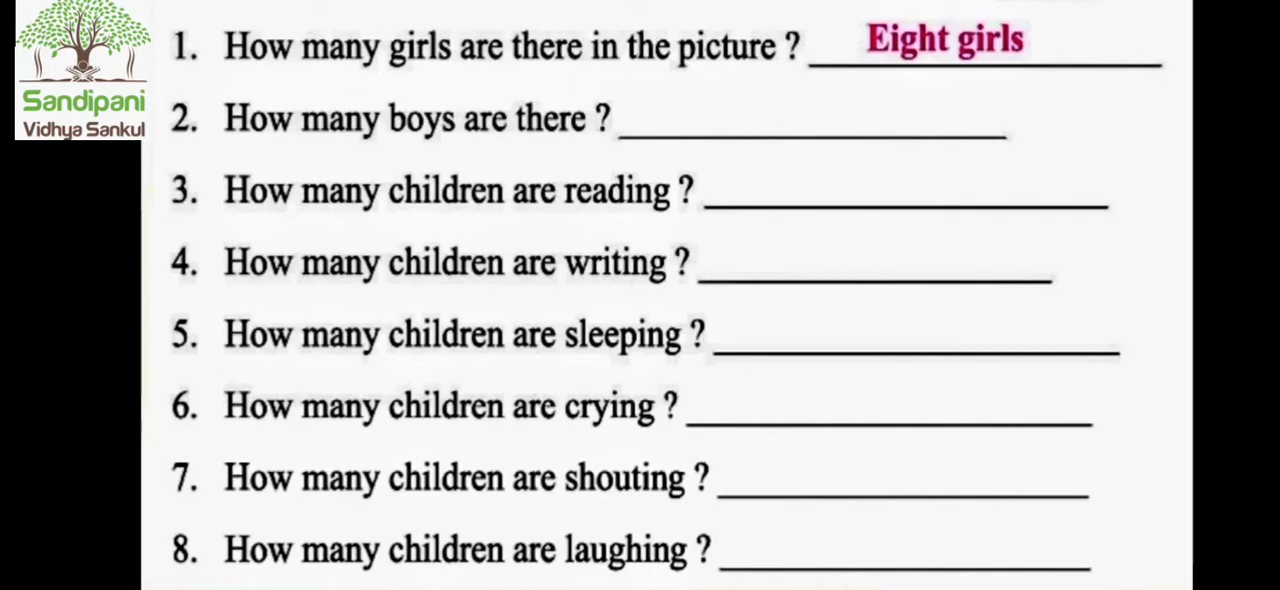 Sandipani
Vidhya Sankul
1. How many girls are there in the picture ? Eight girls
2. How many boys are there ?
3. How many children are reading ?
4. How many children are writing ?
5. How many children are sleeping ?
6. How many children are crying ?
7. How many children are shouting ?
8. How many children are laughing ?